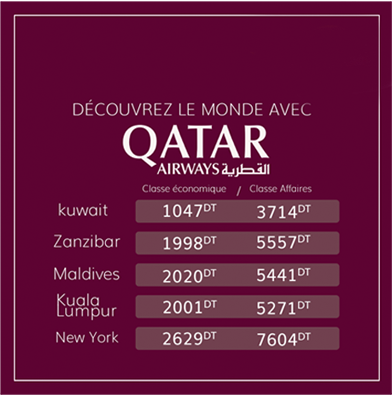 DÉCOUVREZ LE MONDE AVEC
QATAR
AIRWAYS القطرية
Classe économique / Classe Affaires
kuwait 1047DT 3714DT
Zanzibar 1998DT 5557DT
Maldives 2020DT 5441DT
Kuala
Lumpur 2001DT 5271DT
New York 2629DT 7604DT